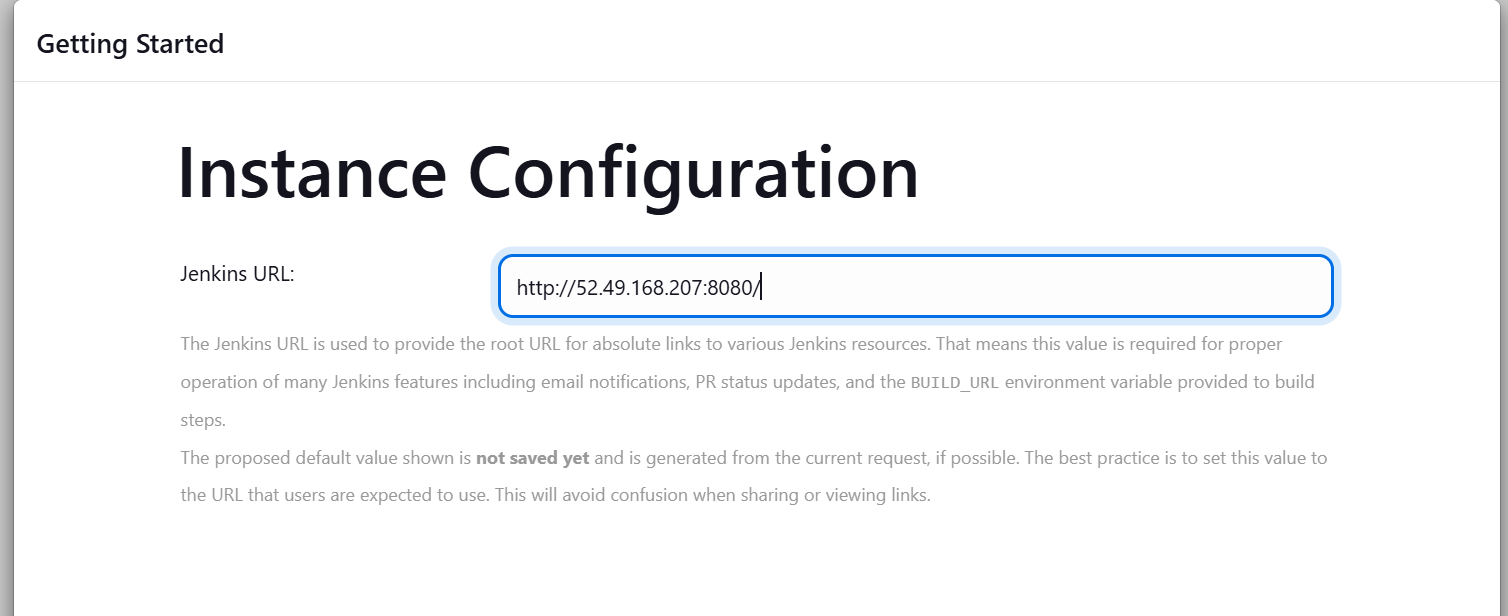 Getting Started
Instance Configuration
Jenkins URL:
http://52.49.168.207:8080/
The Jenkins URL is used to provide the root URL for absolute links to various Jenkins resources. That means this value is required for proper
operation of many Jenkins features including email notifications, PR status updates, and the BUILD_URL environment variable provided to build
steps.
The proposed default value shown is not saved yet and is generated from the current request, if possible. The best practice is to set this value to
the URL that users are expected to use. This will avoid confusion when sharing or viewing links.